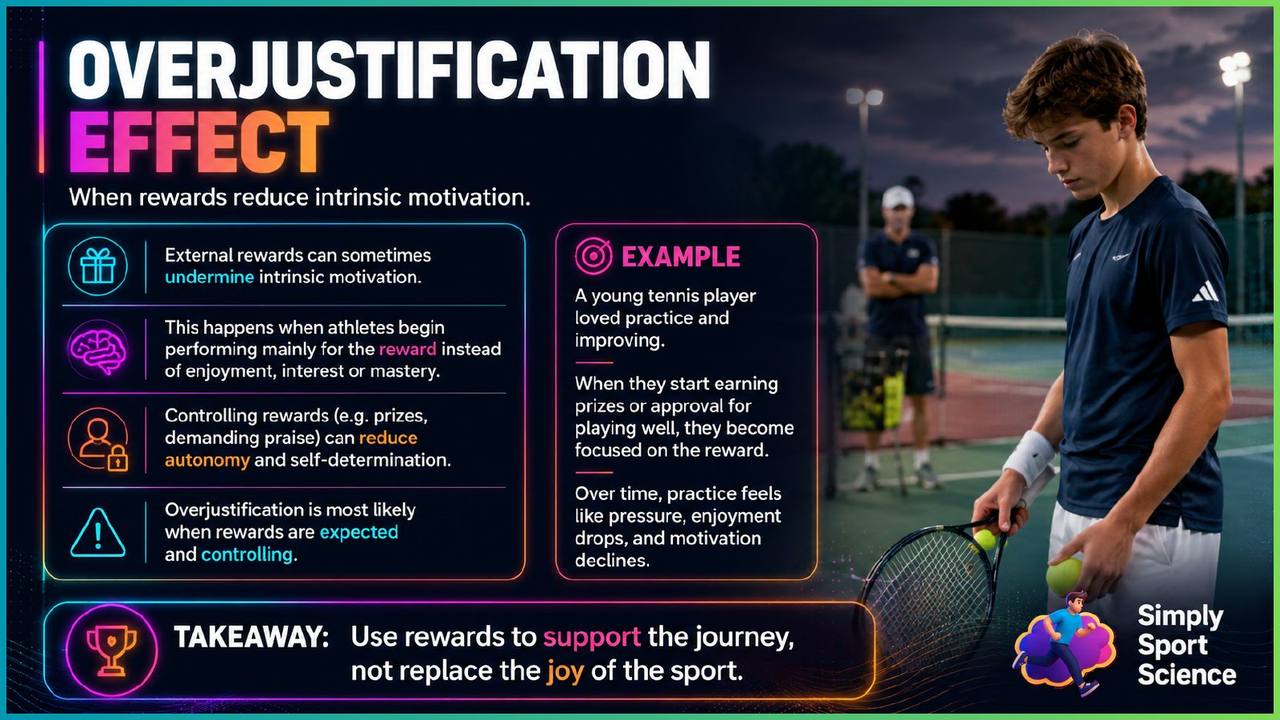 OVERJUSTIFICATION
EFFECT
When rewards reduce intrinsic motivation.
External rewards can sometimes
undermine intrinsic motivation.
This happens when athletes begin
performing mainly for the reward instead
of enjoyment, interest or mastery.
Controlling rewards (e.g. prizes,
demanding praise) can reduce
autonomy and self-determination.
Overjustification is most likely
when rewards are expected
and controlling.
EXAMPLE
A young tennis player
loved practice and
improving.
When they start earning
prizes or approval for
playing well, they become
focused on the reward.
Over time, practice feels
like pressure, enjoyment
drops, and motivation
declines.
TAKEAWAY: Use rewards to support the journey,
not replace the joy of the sport.
Simply
Sport
Science